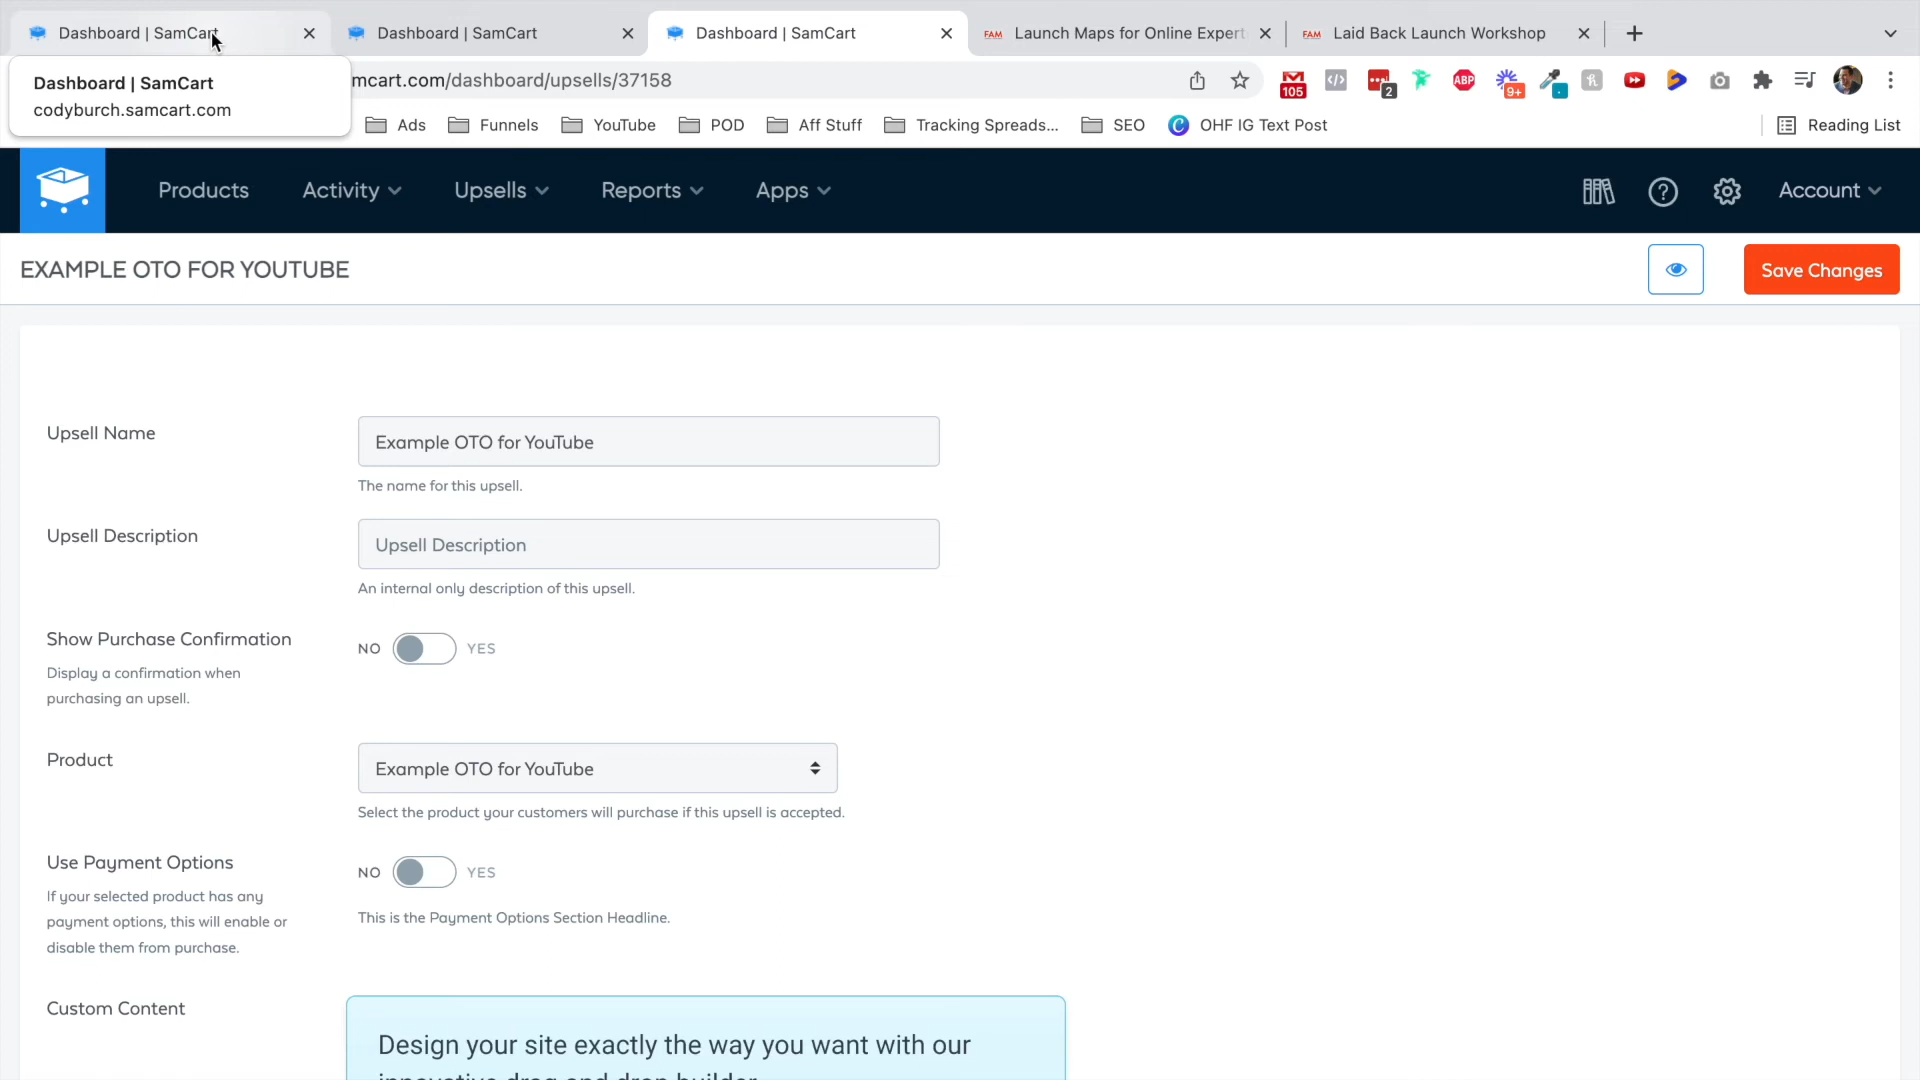 Dashboard | SamCart
Dashboard | SamCart
Dashboard | SamCart
FAM Launch Maps for Online Expert
FAM Laid Back Launch Workshop
Dashboard | SamCart
codyburch.samcart.com
mcart.com/dashboard/upsells/37158
105
2
ABP
9+
Ads
Funnels
YouTube
POD
Aff Stuff
Tracking Spreads...
SEO
OHF IG Text Post
Reading List
Products
Activity
Upsells
Reports
Apps
Account
EXAMPLE OTO FOR YOUTUBE
Save Changes
Upsell Name
Example OTO for YouTube
The name for this upsell.
Upsell Description
Upsell Description
An internal only description of this upsell.
Show Purchase Confirmation
NO YES
Display a confirmation when
purchasing an upsell.
Product
Example OTO for YouTube
Select the product your customers will purchase if this upsell is accepted.
Use Payment Options
NO YES
If your selected product has any
payment options, this will enable or
disable them from purchase.
This is the Payment Options Section Headline.
Custom Content
Design your site exactly the way you want with our
innovative drag and drop builder